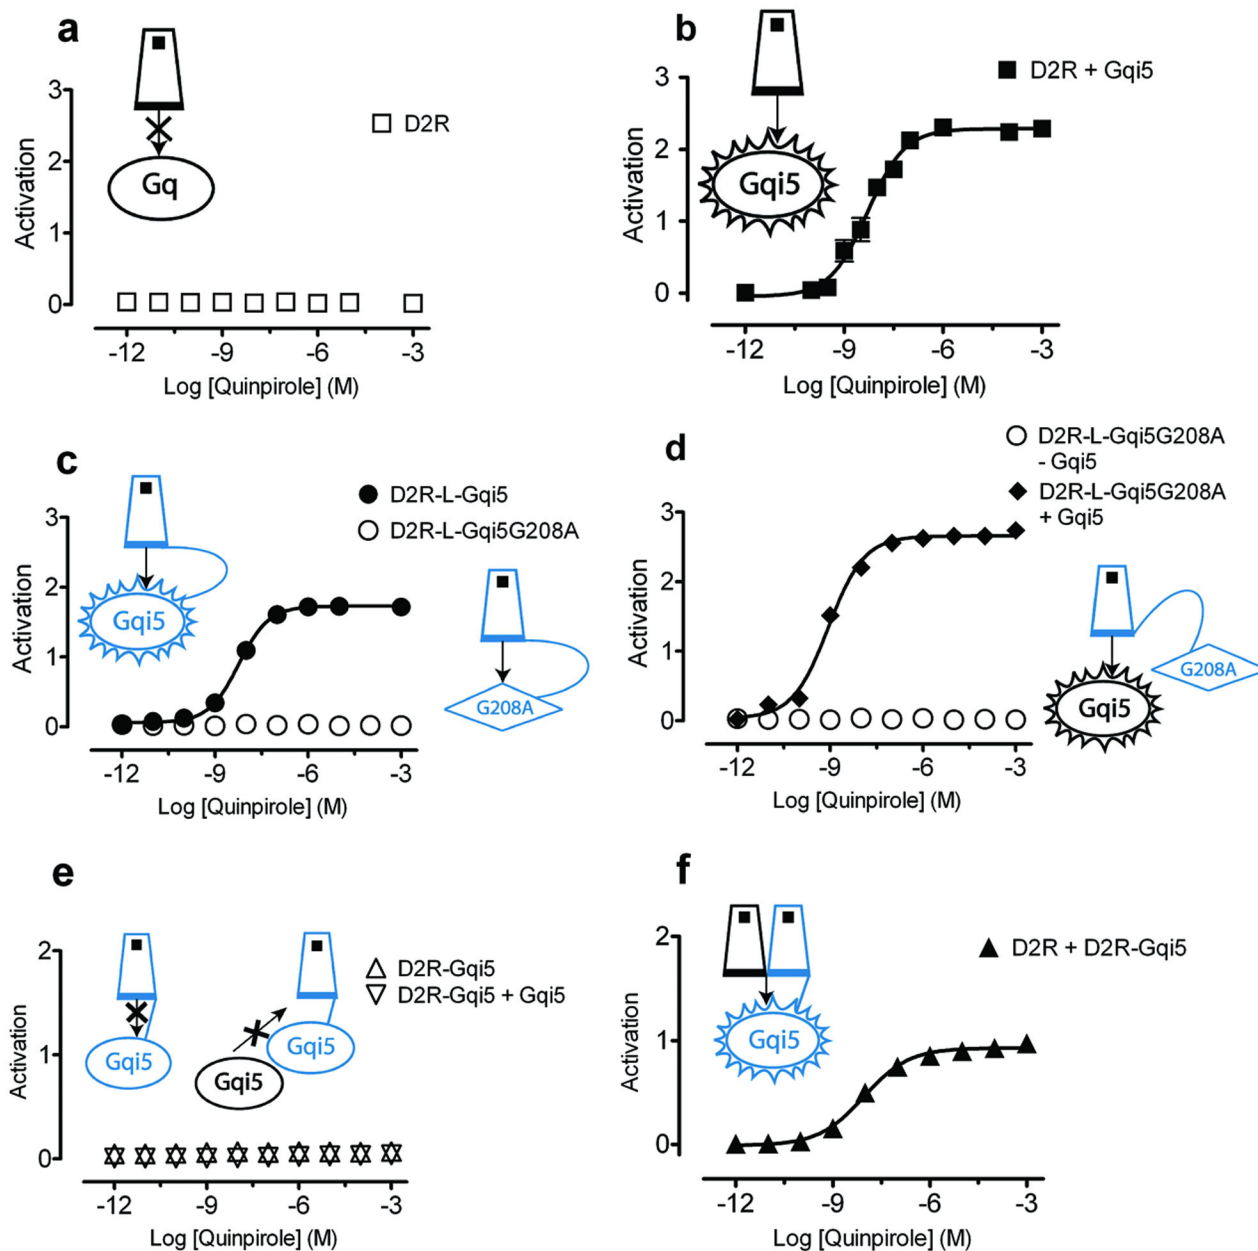 a
Gq
D2R
Activation
3
2
1
0
-12 -9 -6 -3
Log [Quinpirole] (M)
b
Gqi5
D2R + Gqi5
Activation
3
2
1
0
-12 -9 -6 -3
Log [Quinpirole] (M)
c
Gqi5
D2R-L-Gqi5
D2R-L-Gqi5G208A
G208A
Activation
3
2
1
0
-12 -9 -6 -3
Log [Quinpirole] (M)
d
D2R-L-Gqi5G208A
- Gqi5
D2R-L-Gqi5G208A
+ Gqi5
G208A
Gqi5
Activation
3
2
1
0
-12 -9 -6 -3
Log [Quinpirole] (M)
e
Gqi5
Gqi5
Gqi5
D2R-Gqi5
D2R-Gqi5 + Gqi5
Activation
2
1
0
-12 -9 -6 -3
Log [Quinpirole] (M)
f
Gqi5
D2R + D2R-Gqi5
Activation
2
1
0
-12 -9 -6 -3
Log [Quinpirole] (M)